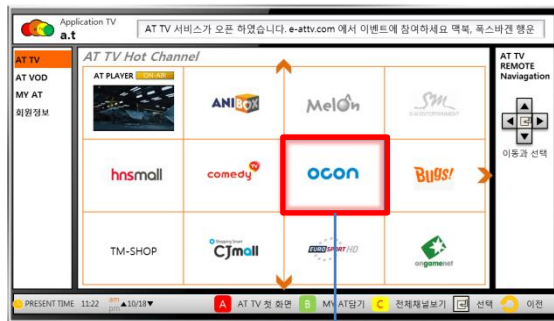 Application TV
a.t
AT TV 서비스가 오픈 하였습니다. e-attv.com 에서 이벤트에 참여하세요 맥북, 폭스바겐 행운
AT TV
AT VOD
MY AT
회원정보
AT TV Hot Channel
AT PLAYER ON-AIR
ANIBOX
Melon
SM
S.M.ENTERTAINMENT
hnsmall
comedy TV
ocon
Bugs!
TM-SHOP
CJmall
EUROSPORT HD
ongamenet
AT TV
REMOTE
Naviagation
이동과 선택
PRESENT TIME 11:22 am pm ▲10/18▼
A AT TV 첫 화면 B MY AT담기 C 전체채널보기 선택 이전